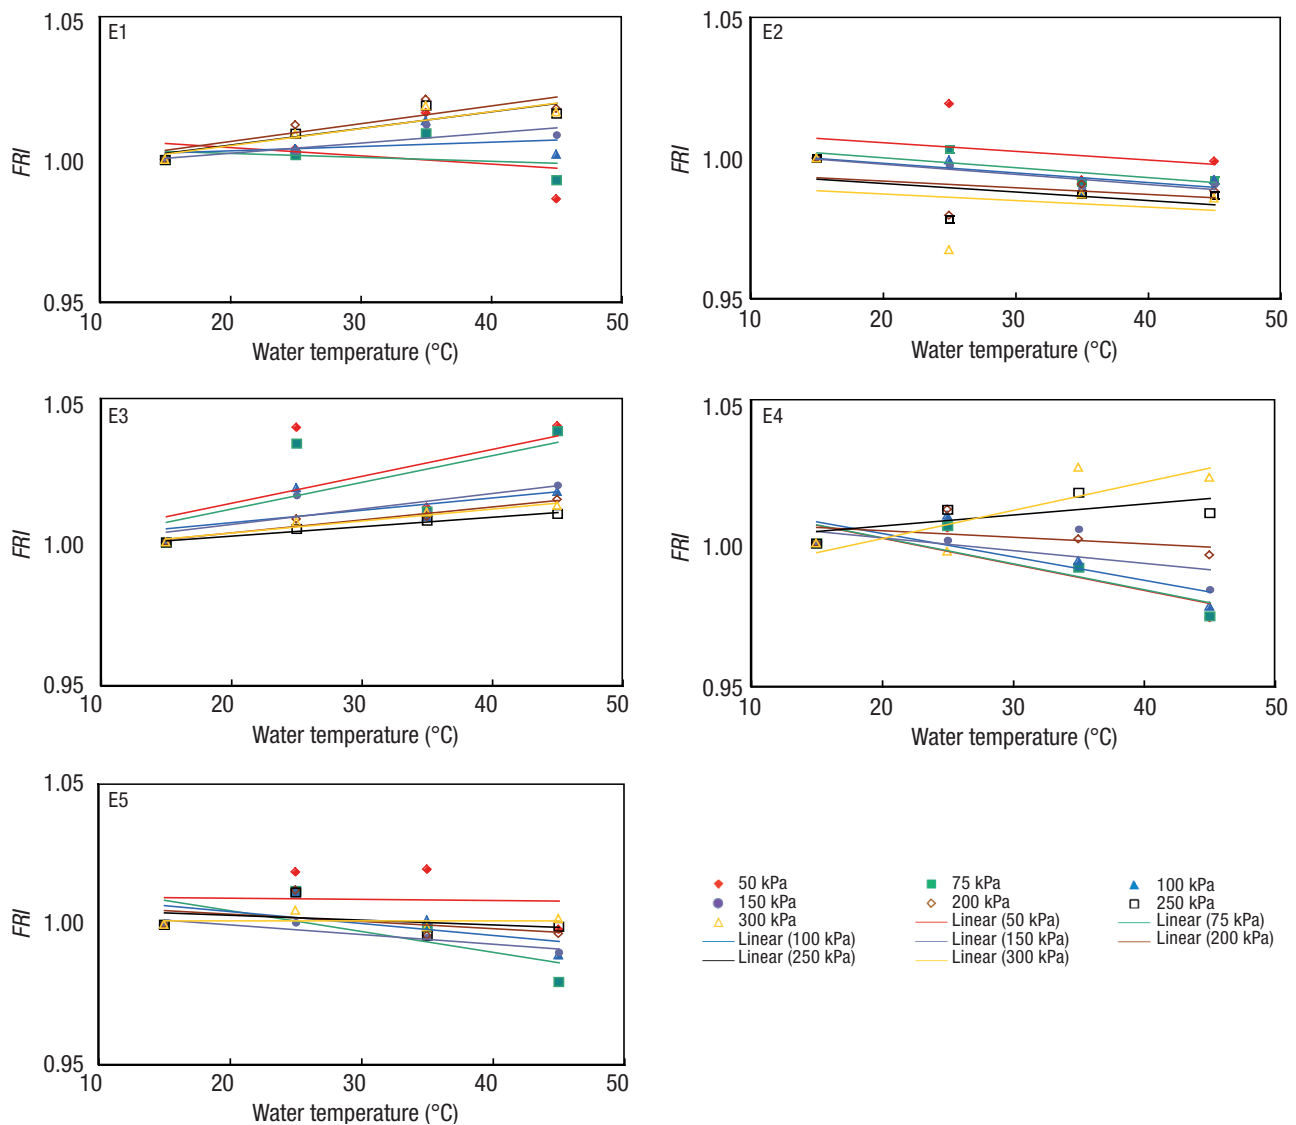 1.05
E1
FRI
1.00
0.95
10 20 30 40 50
Water temperature (°C)
1.05
E2
FRI
1.00
0.95
10 20 30 40 50
Water temperature (°C)
1.05
E3
FRI
1.00
0.95
10 20 30 40 50
Water temperature (°C)
1.05
E4
FRI
1.00
0.95
10 20 30 40 50
Water temperature (°C)
1.05
E5
FRI
1.00
0.95
10 20 30 40 50
Water temperature (°C)
50 kPa 75 kPa 100 kPa
150 kPa 200 kPa 250 kPa
300 kPa Linear (50 kPa) Linear (75 kPa)
Linear (100 kPa) Linear (150 kPa) Linear (200 kPa)
Linear (250 kPa) Linear (300 kPa)